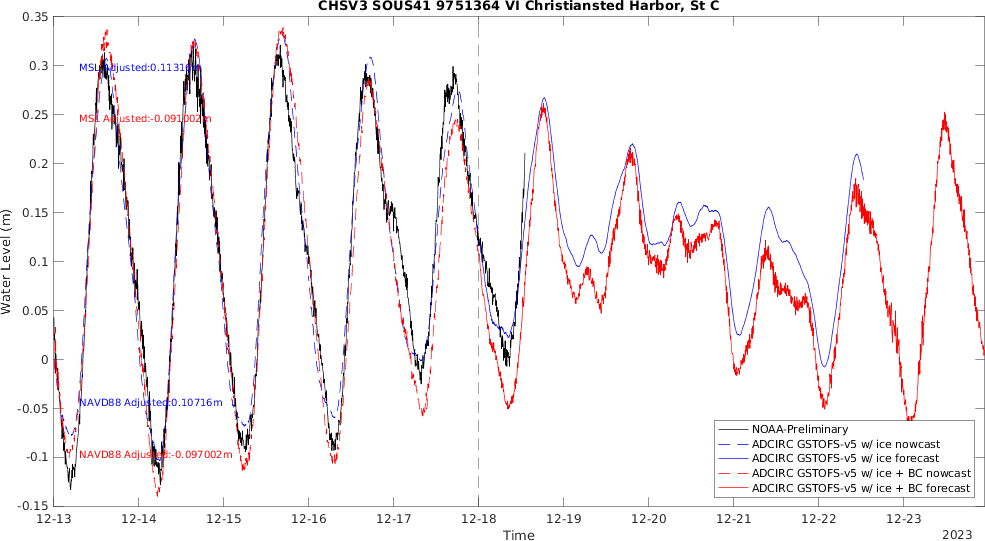 CHSV3 SOUS41 9751364 VI Christiansted Harbor, St C
0.35
0.3
0.25
0.2
0.15
0.1
0.05
0
-0.05
-0.1
-0.15
Water Level (m)
MSL Adjusted:0.11316m
MSL Adjusted:-0.091002m
NAVD88 Adjusted:0.10716m
NAVD88 Adjusted:-0.097002m
NOAA-Preliminary
ADCIRC GSTOFS-v5 w/ ice nowcast
ADCIRC GSTOFS-v5 w/ ice forecast
ADCIRC GSTOFS-v5 w/ ice + BC nowcast
ADCIRC GSTOFS-v5 w/ ice + BC forecast
12-13 12-14 12-15 12-16 12-17 12-18 12-19 12-20 12-21 12-22 12-23
Time
2023